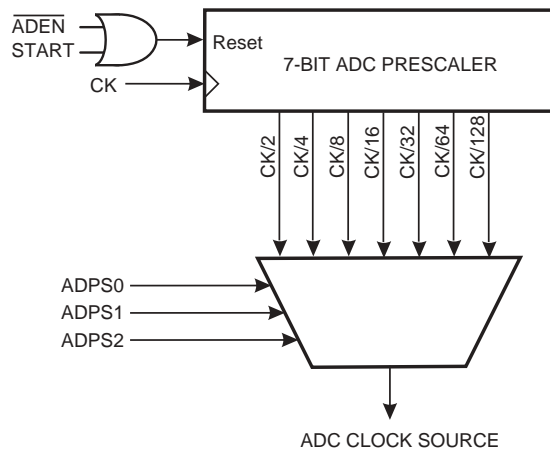 ADEN
START
Reset
7-BIT ADC PRESCALER
CK
CK/2
CK/4
CK/8
CK/16
CK/32
CK/64
CK/128
ADPS0
ADPS1
ADPS2
ADC CLOCK SOURCE